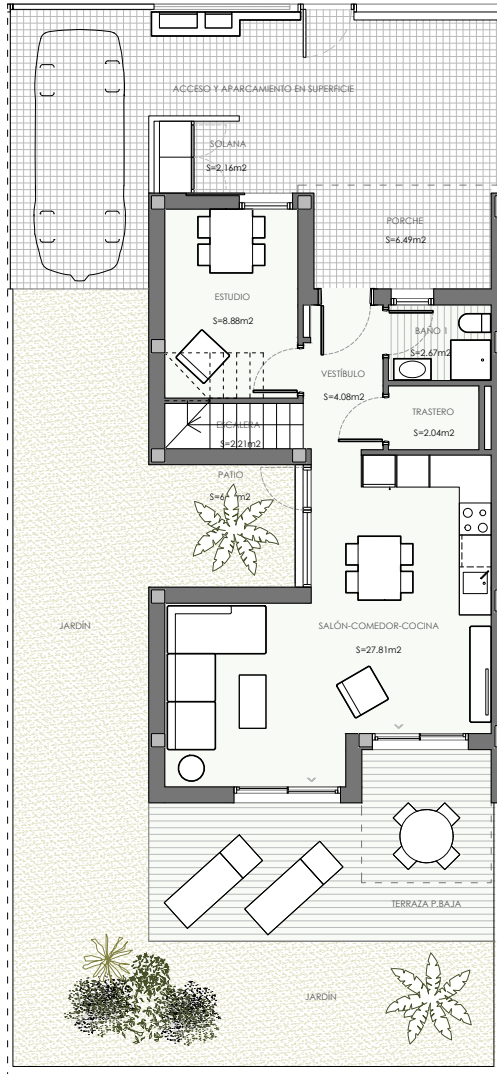 ACCESO Y APARCAMIENTO EN SUPERFICIE
SOLANA
S=2.16m2
PORCHE
S=6.49m2
ESTUDIO
S=8.88m2
BAÑO 1
S=2.67m2
VESTÍBULO
S=4.08m2
TRASTERO
S=2.04m2
ESCALERA
S=2.21m2
PATIO
JARDÍN
SALÓN-COMEDOR-COCINA
S=27.81m2
TERRAZA P.BAJA
JARDÍN